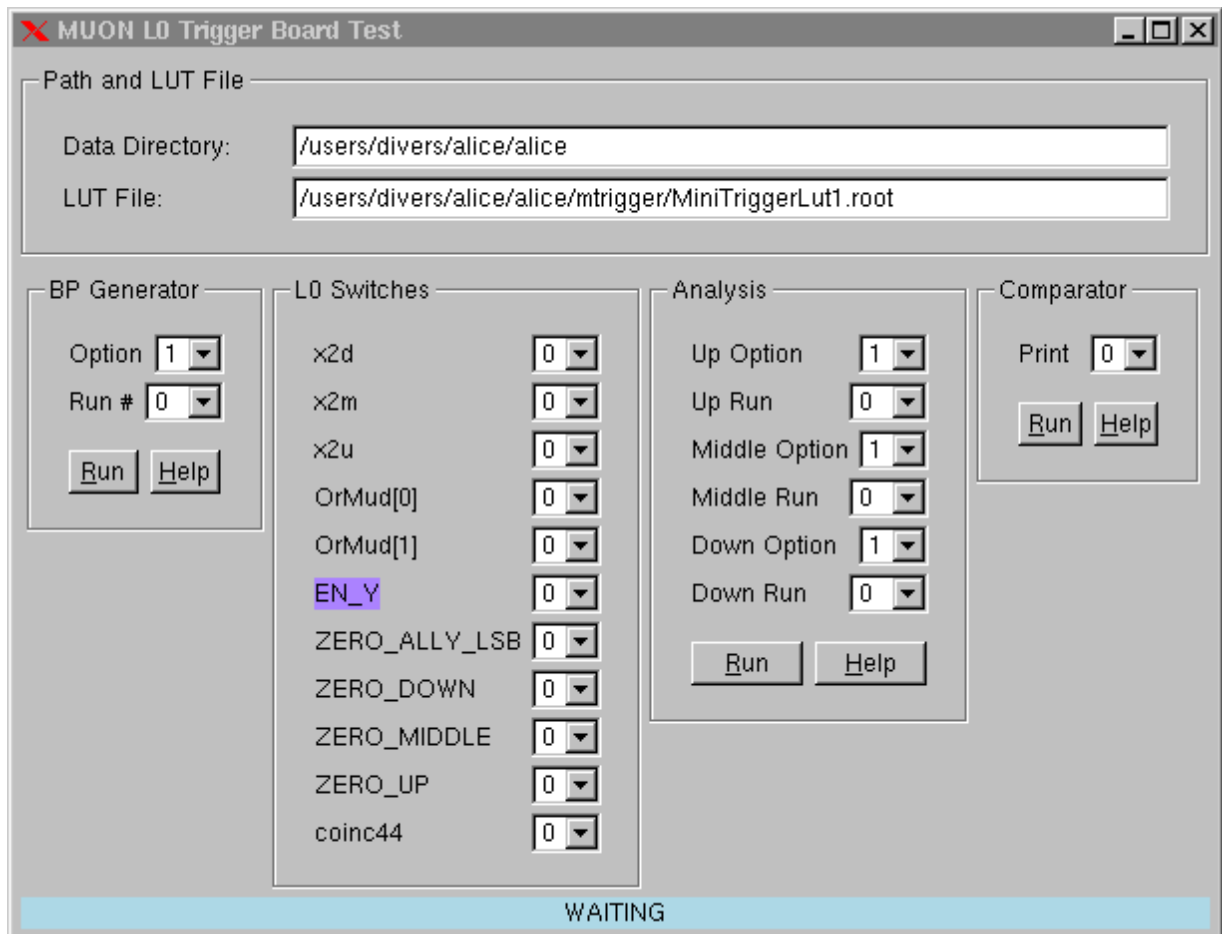 MUON L0 Trigger Board Test
Path and LUT File
Data Directory: /users/divers/alice/alice
LUT File: /users/divers/alice/alice/mtrigger/MiniTriggerLut1.root
BP Generator
Option 1
Run # 0
Run Help
L0 Switches
x2d 0
x2m 0
x2u 0
OrMud[0] 0
OrMud[1] 0
EN_Y 0
ZERO_ALLY_LSB 0
ZERO_DOWN 0
ZERO_MIDDLE 0
ZERO_UP 0
coinc44 0
Analysis
Up Option 1
Up Run 0
Middle Option 1
Middle Run 0
Down Option 1
Down Run 0
Run Help
Comparator
Print 0
Run Help
WAITING